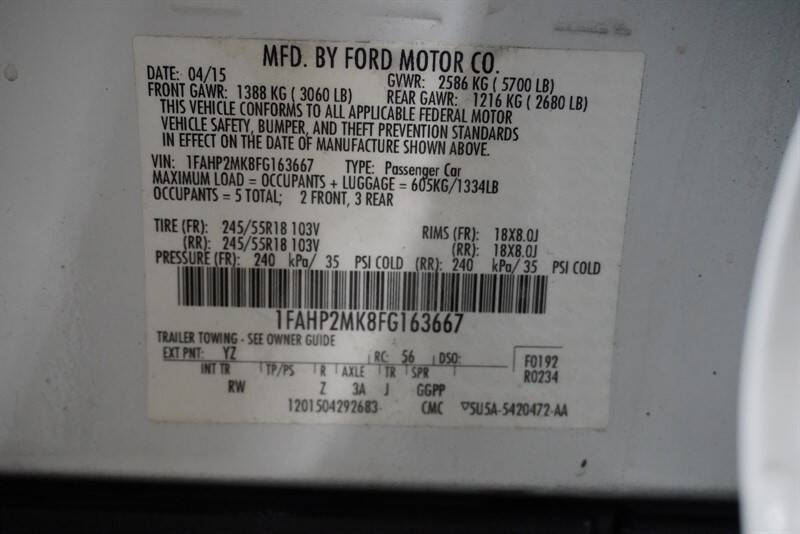 MFD. BY FORD MOTOR CO.
DATE: 04/15 GVWR: 2586 KG ( 5700 LB)
FRONT GAWR: 1388 KG ( 3060 LB) REAR GAWR: 1216 KG ( 2680 LB)
THIS VEHICLE CONFORMS TO ALL APPLICABLE FEDERAL MOTOR
VEHICLE SAFETY, BUMPER, AND THEFT PREVENTION STANDARDS
IN EFFECT ON THE DATE OF MANUFACTURE SHOWN ABOVE.
VIN: 1FAHP2MK8FG163667 TYPE: Passenger Car
MAXIMUM LOAD = OCCUPANTS + LUGGAGE = 605KG/1334LB
OCCUPANTS = 5 TOTAL; 2 FRONT, 3 REAR
TIRE (FR): 245/55R18 103V RIMS (FR): 18X8.0J
(RR): 245/55R18 103V (RR): 18X8.0J
PRESSURE (FR): 240 kPa/ 35 PSI COLD (RR): 240 kPa/ 35 PSI COLD
1FAHP2MK8FG163667
TRAILER TOWING - SEE OWNER GUIDE
EXT PNT: YZ RC: 56 DSO: F0192
INT TR TP/PS R AXLE TR SPR R0234
RW Z 3A J GGPP
1201504292683 CMC 5U5A-5420472-AA